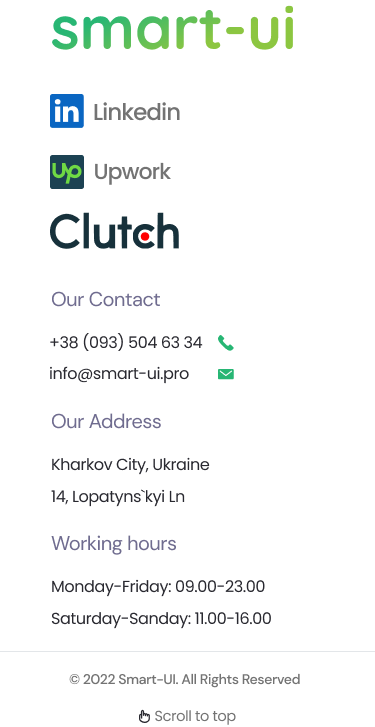 smart-ui
in Linkedin
Up Upwork
Clutch
Our Contact
+38 (093) 504 63 34
info@smart-ui.pro
Our Address
Kharkov City, Ukraine
14, Lopatyns`kyi Ln
Working hours
Monday-Friday: 09.00-23.00
Saturday-Sanday: 11.00-16.00
© 2022 Smart-UI. All Rights Reserved
Scroll to top